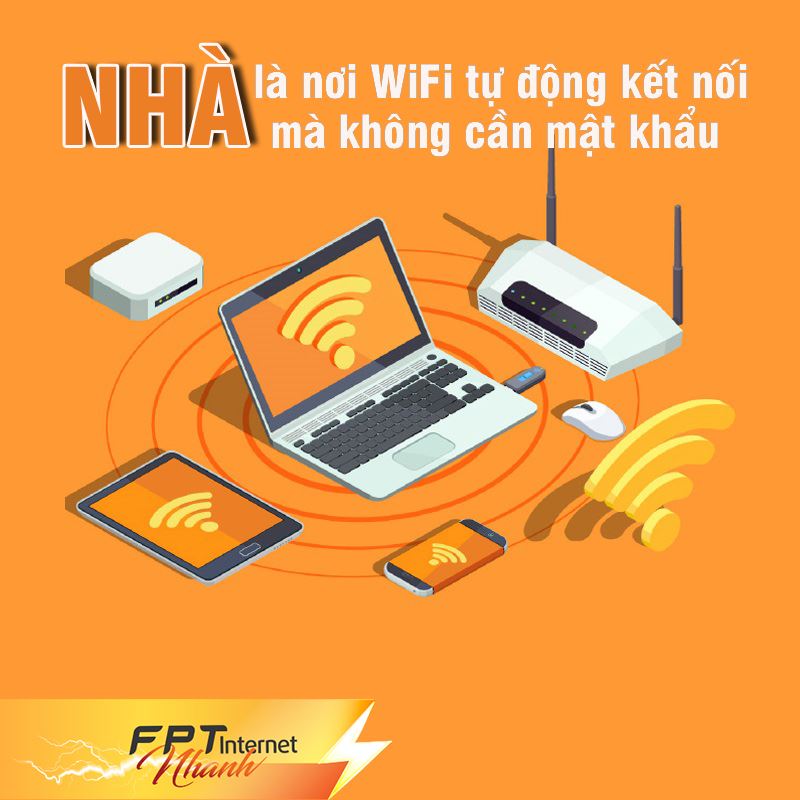 NHÀ là nơi WiFi tự động kết nối
mà không cần mật khẩu
FPT Internet
Nhanh